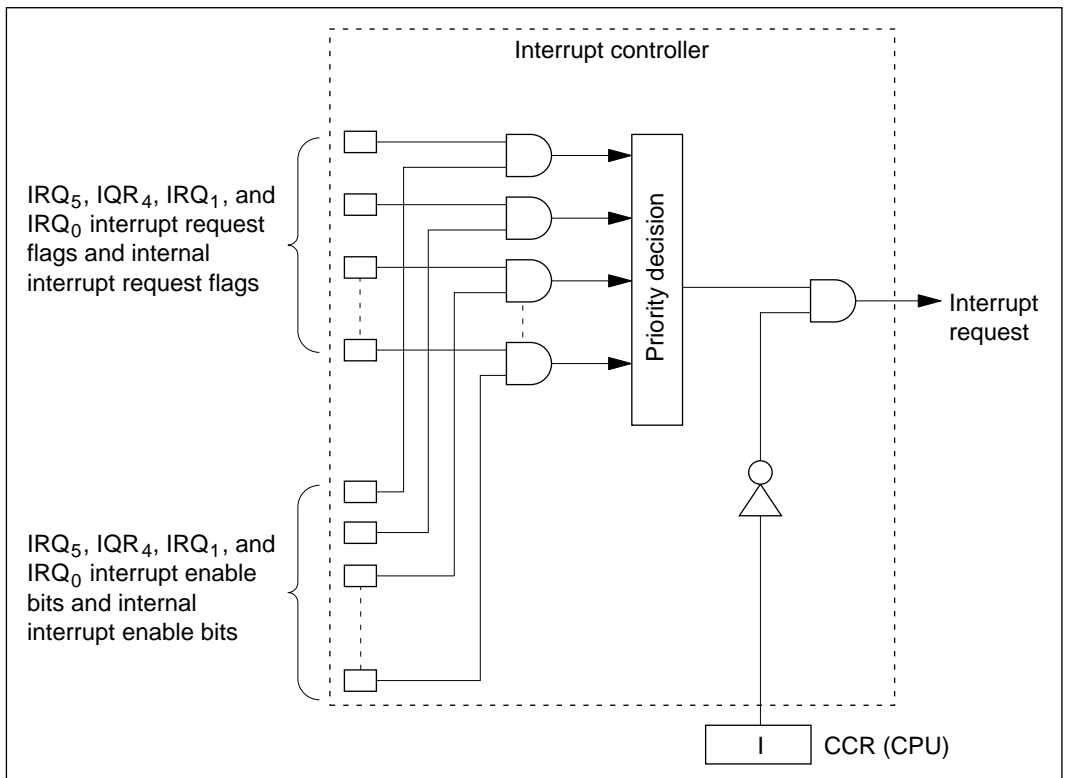 Interrupt controller
IRQ5, IQR4, IRQ1, and
IRQ0 interrupt request
flags and internal
interrupt request flags
Priority decision
Interrupt
request
IRQ5, IQR4, IRQ1, and
IRQ0 interrupt enable
bits and internal
interrupt enable bits
I
CCR (CPU)